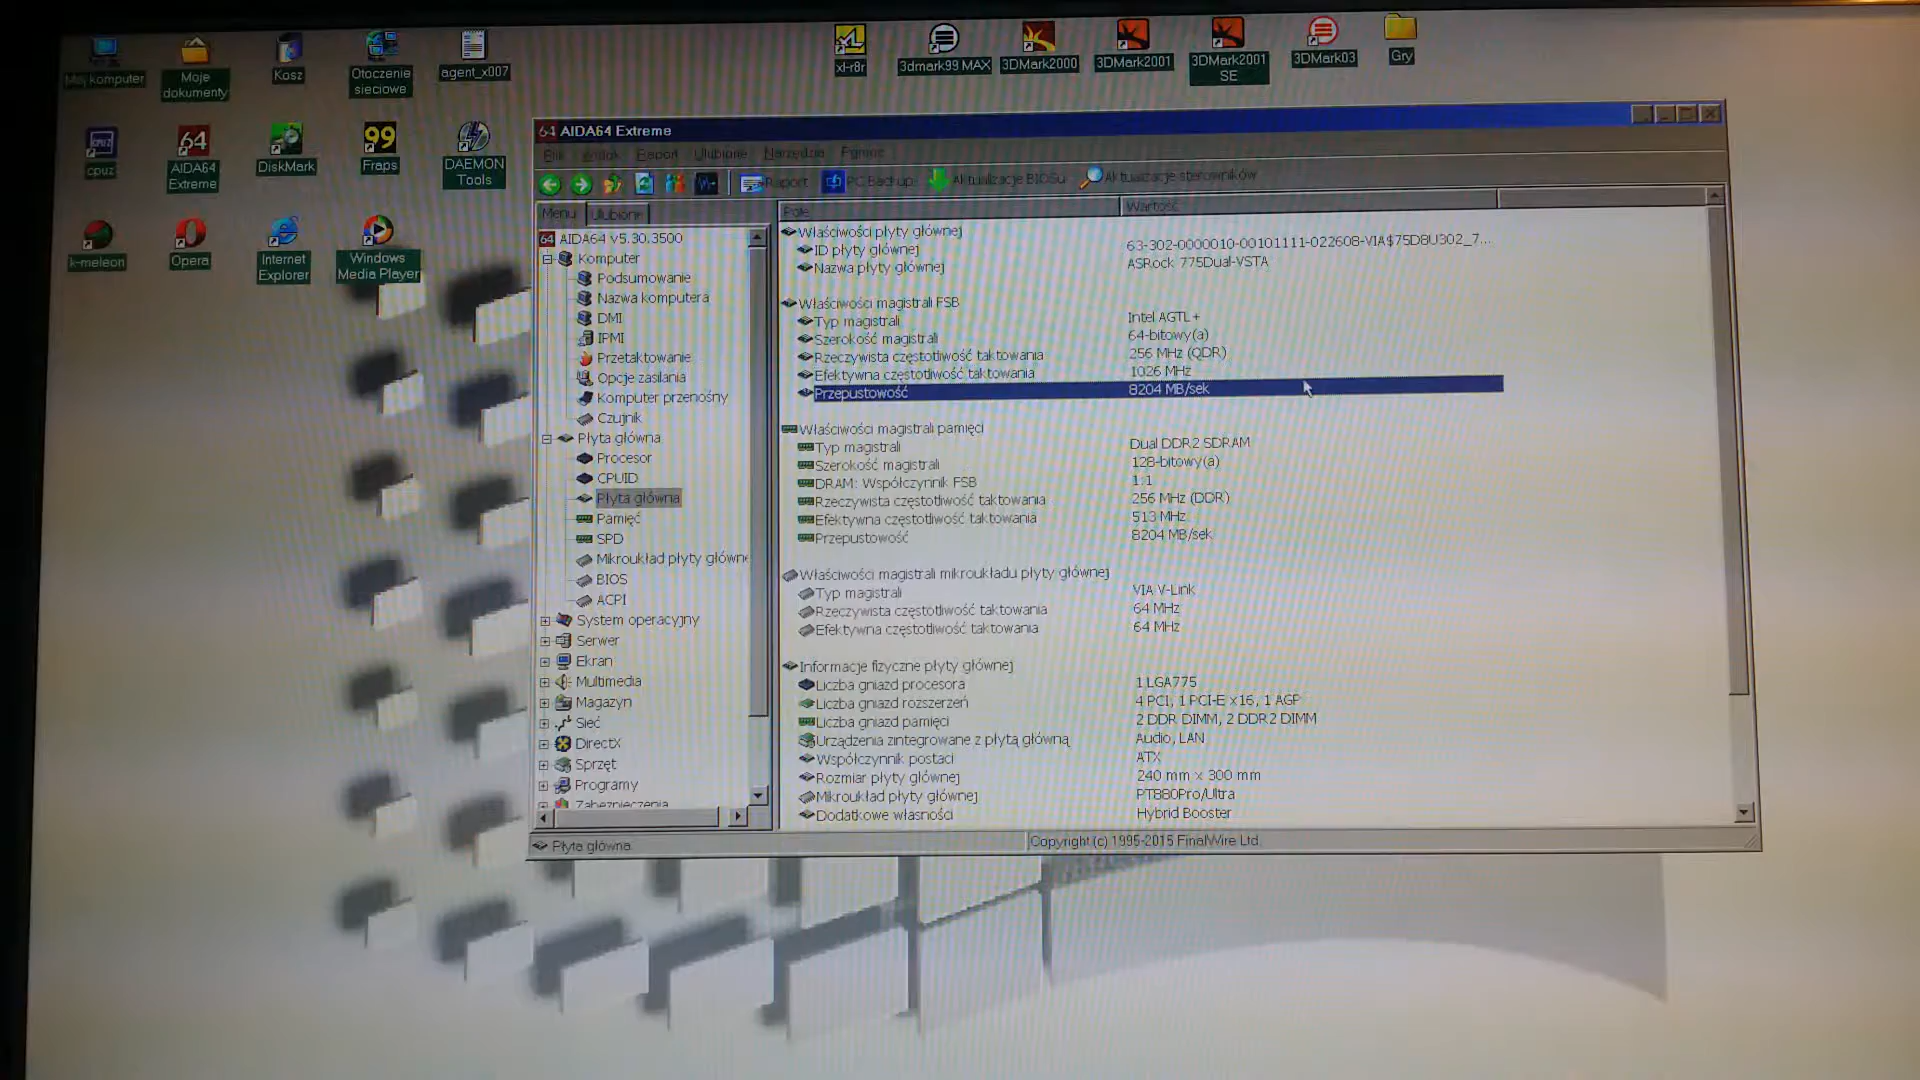 Mój komputer
Moje dokumenty
Kosz
Otoczenie sieciowe
agent_x007
xl-r8r
3dmark99 MAX
3DMark2000
3DMark2001
3DMark2001 SE
3DMark03
Gry
cpuz
AIDA64 Extreme
DiskMark
Fraps
DAEMON Tools
k-meleon
Opera
Internet Explorer
Windows Media Player
64 AIDA64 Extreme
Plik Widok Raport Ulubione Narzędzia Pomoc
Raport PC Backup Aktualizacje BIOSu Aktualizacje sterowników
Menu Ulubione
Pole Wartość
AIDA64 v5.30.3500
Komputer
Podsumowanie
Nazwa komputera
DMI
IPMI
Przetaktowanie
Opcje zasilania
Komputer przenośny
Czujnik
Płyta główna
Procesor
CPUID
Płyta główna
Pamięć
SPD
Mikroukład płyty główne
BIOS
ACPI
System operacyjny
Serwer
Ekran
Multimedia
Magazyn
Sieć
DirectX
Sprzęt
Programy
Zabezpieczenia
Właściwości płyty głównej
ID płyty głównej 63-302-0000010-00101111-022608-VIA$75D8U302_7...
Nazwa płyty głównej ASRock 775Dual-VSTA
Właściwości magistrali FSB
Typ magistrali Intel AGTL+
Szerokość magistrali 64-bitowy(a)
Rzeczywista częstotliwość taktowania 256 MHz (QDR)
Efektywna częstotliwość taktowania 1026 MHz
Przepustowość 8204 MB/sek
Właściwości magistrali pamięci
Typ magistrali Dual DDR2 SDRAM
Szerokość magistrali 128-bitowy(a)
DRAM: Współczynnik FSB 1:1
Rzeczywista częstotliwość taktowania 256 MHz (DDR)
Efektywna częstotliwość taktowania 513 MHz
Przepustowość 8204 MB/sek
Właściwości magistrali mikroukładu płyty głównej
Typ magistrali VIA V-Link
Rzeczywista częstotliwość taktowania 64 MHz
Efektywna częstotliwość taktowania 64 MHz
Informacje fizyczne płyty głównej
Liczba gniazd procesora 1 LGA775
Liczba gniazd rozszerzeń 4 PCI, 1 PCI-E x16, 1 AGP
Liczba gniazd pamięci 2 DDR DIMM, 2 DDR2 DIMM
Urządzenia zintegrowane z płytą główną Audio, LAN
Współczynnik postaci ATX
Rozmiar płyty głównej 240 mm x 300 mm
Mikroukład płyty głównej PT880Pro/Ultra
Dodatkowe własności Hybrid Booster
Płyta główna
Copyright (c) 1995-2015 FinalWire Ltd.